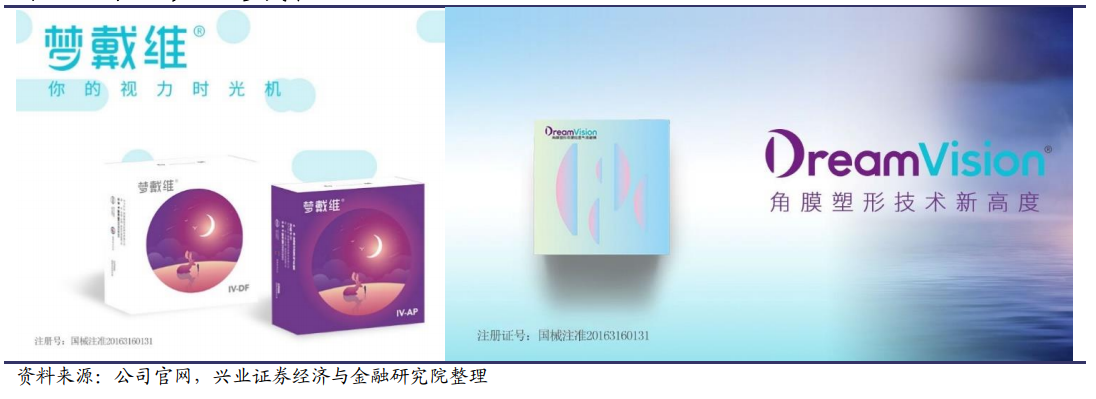 梦戴维®
你的视力时光机
梦戴维®
IV-DF
梦戴维®
IV-AP
注册号：国械注准20163160131
DreamVision
DreamVision®
角膜塑形技术新高度
注册证号：国械注准20163160131
资料来源：公司官网，兴业证券经济与金融研究院整理